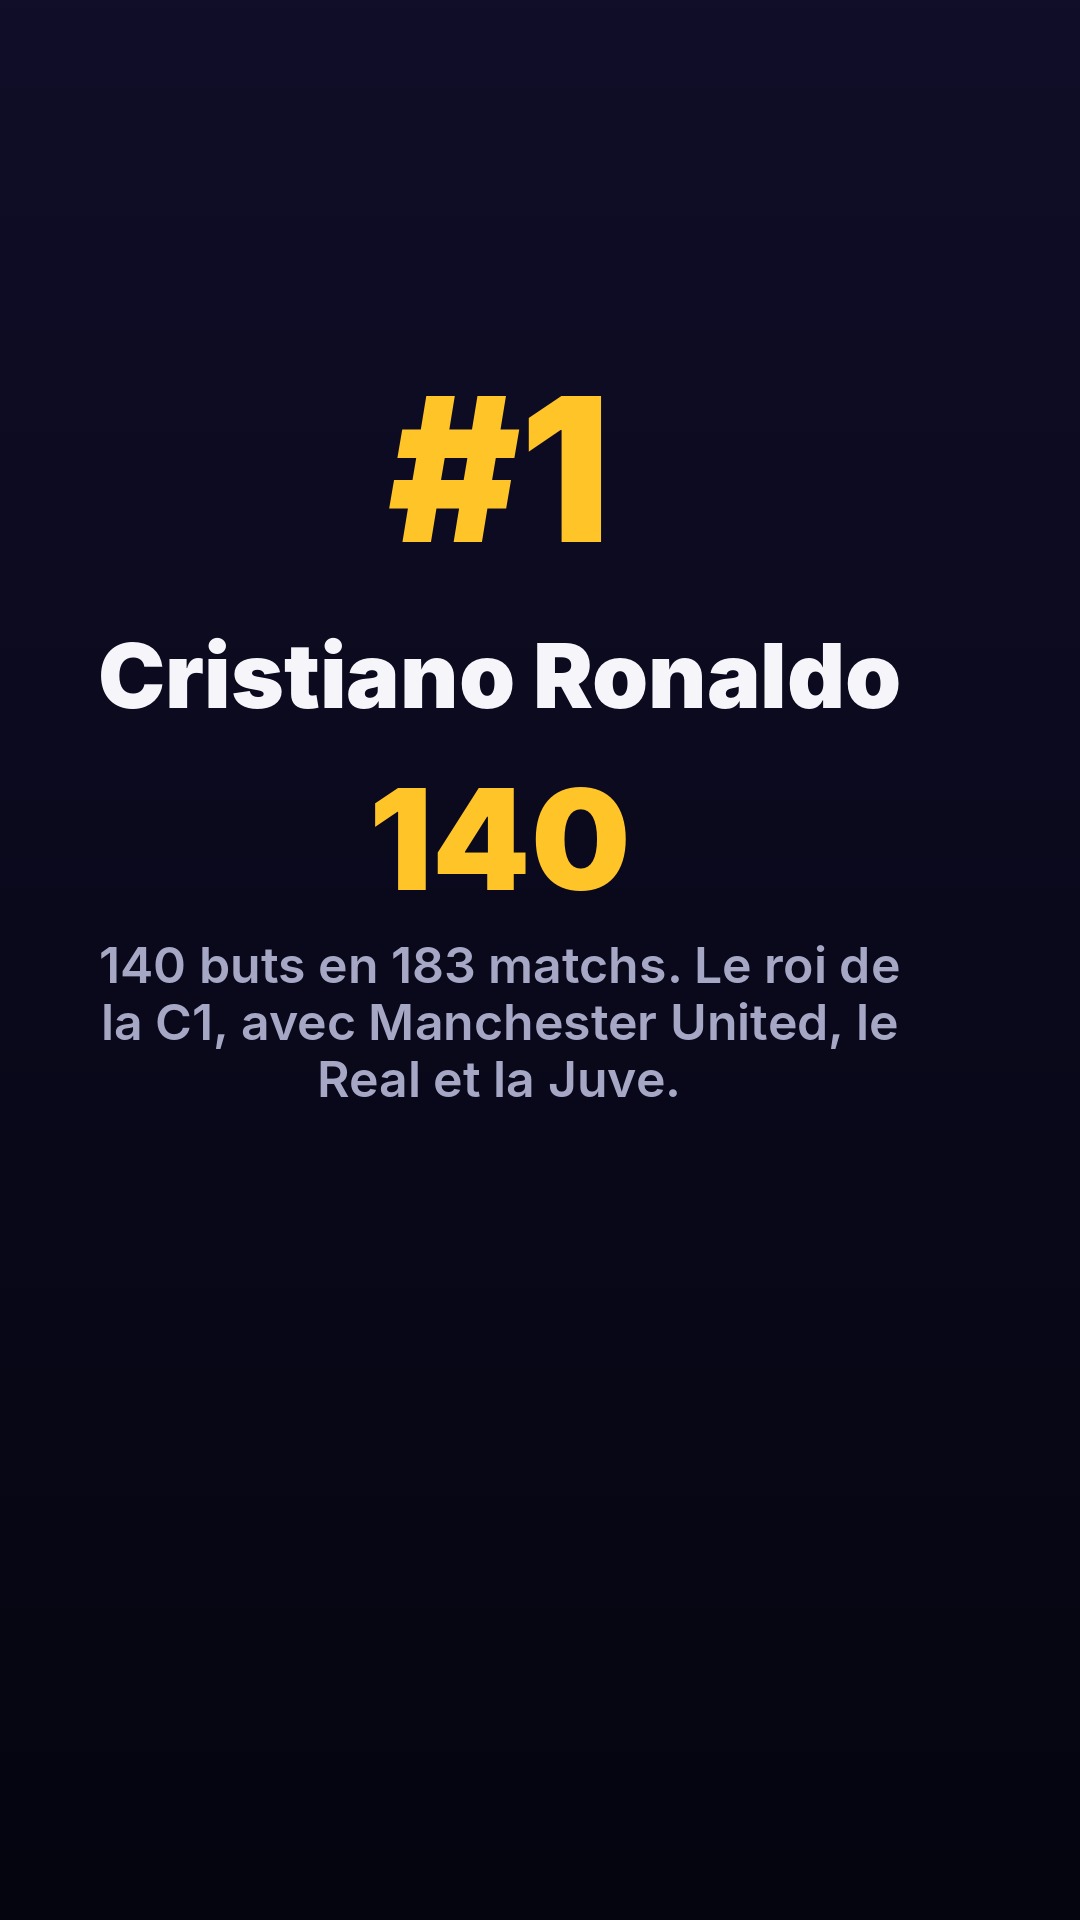 #1
Cristiano Ronaldo
140
140 buts en 183 matchs. Le roi de
la C1, avec Manchester United, le
Real et la Juve.